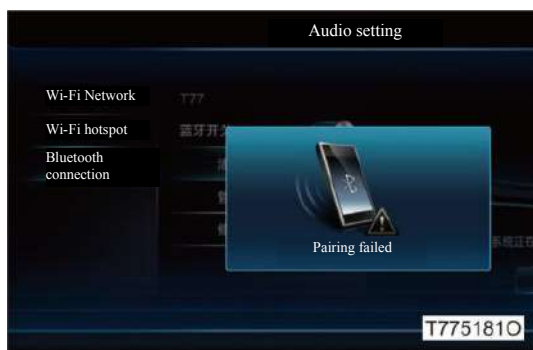 Audio setting
Wi-Fi Network
T77
Wi-Fi hotspot
蓝牙开关
Bluetooth
connection
Pairing failed
系统正在
T775181O